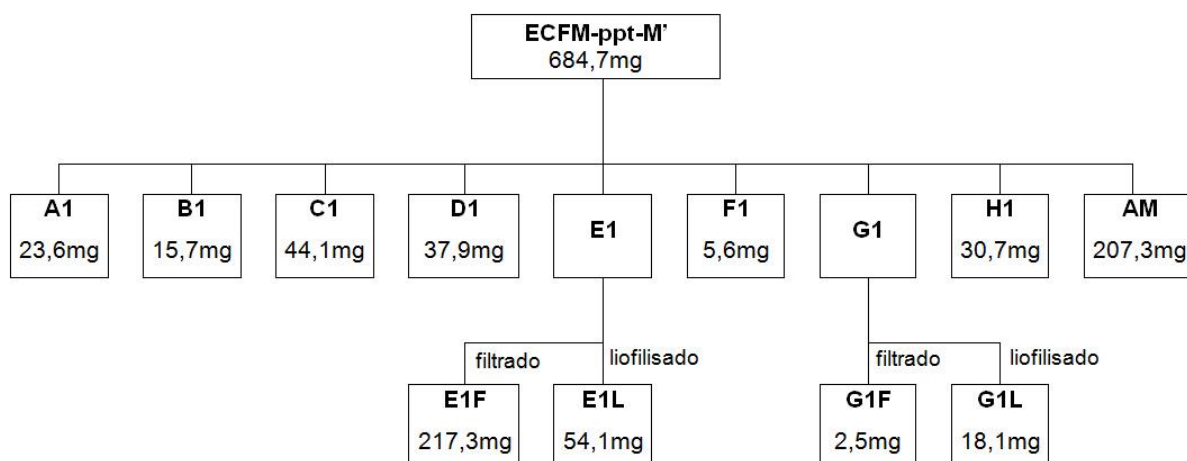 ECFM-ppt-M’
684,7mg
A1
23,6mg
B1
15,7mg
C1
44,1mg
D1
37,9mg
E1
F1
5,6mg
G1
H1
30,7mg
AM
207,3mg
filtrado
liofilisado
filtrado
liofilisado
E1F
217,3mg
E1L
54,1mg
G1F
2,5mg
G1L
18,1mg